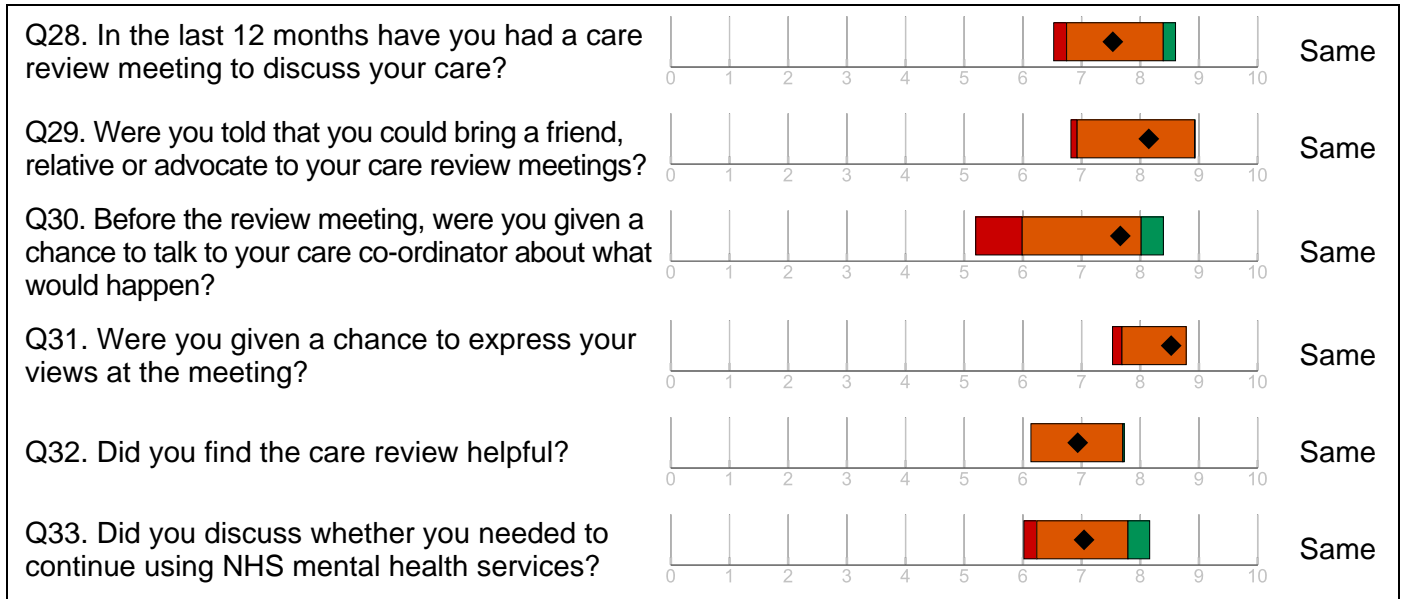 Q28. In the last 12 months have you had a care
review meeting to discuss your care?
0 1 2 3 4 5 6 7 8 9 10
Same
Q29. Were you told that you could bring a friend,
relative or advocate to your care review meetings?
0 1 2 3 4 5 6 7 8 9 10
Same
Q30. Before the review meeting, were you given a
chance to talk to your care co-ordinator about what
would happen?
0 1 2 3 4 5 6 7 8 9 10
Same
Q31. Were you given a chance to express your
views at the meeting?
0 1 2 3 4 5 6 7 8 9 10
Same
Q32. Did you find the care review helpful?
0 1 2 3 4 5 6 7 8 9 10
Same
Q33. Did you discuss whether you needed to
continue using NHS mental health services?
0 1 2 3 4 5 6 7 8 9 10
Same